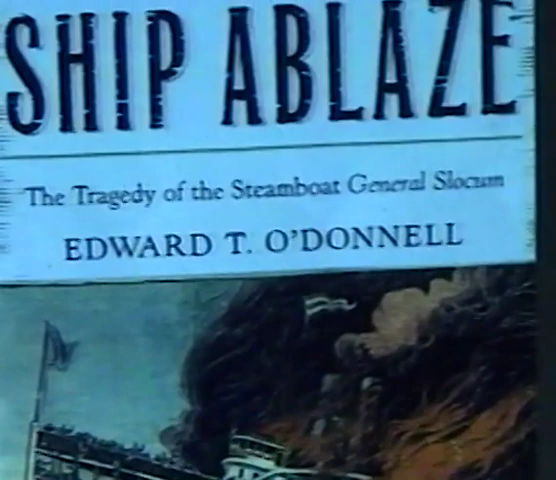 SHIP ABLAZE
The Tragedy of the Steamboat General Slocum
EDWARD T. O'DONNELL